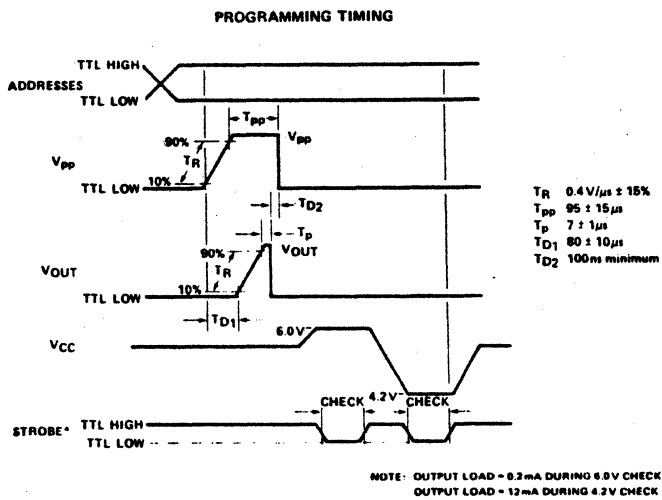 PROGRAMMING TIMING
TTL HIGH
ADDRESSES
TTL LOW
Tpp
90%
Vpp
Vpp
TR
10%
TTL LOW
TD2
TR 0.4 V/µs ± 15%
Tpp 95 ± 15µs
Tp 7 ± 1µs
TD1 80 ± 10µs
TD2 100ns minimum
Tp
90%
VOUT
VOUT
TR
10%
TTL LOW
TD1
6.0V
VCC
4.2V
CHECK
CHECK
TTL HIGH
STROBE*
TTL LOW
NOTE: OUTPUT LOAD = 0.2mA DURING 6.0V CHECK
OUTPUT LOAD = 12mA DURING 4.2V CHECK